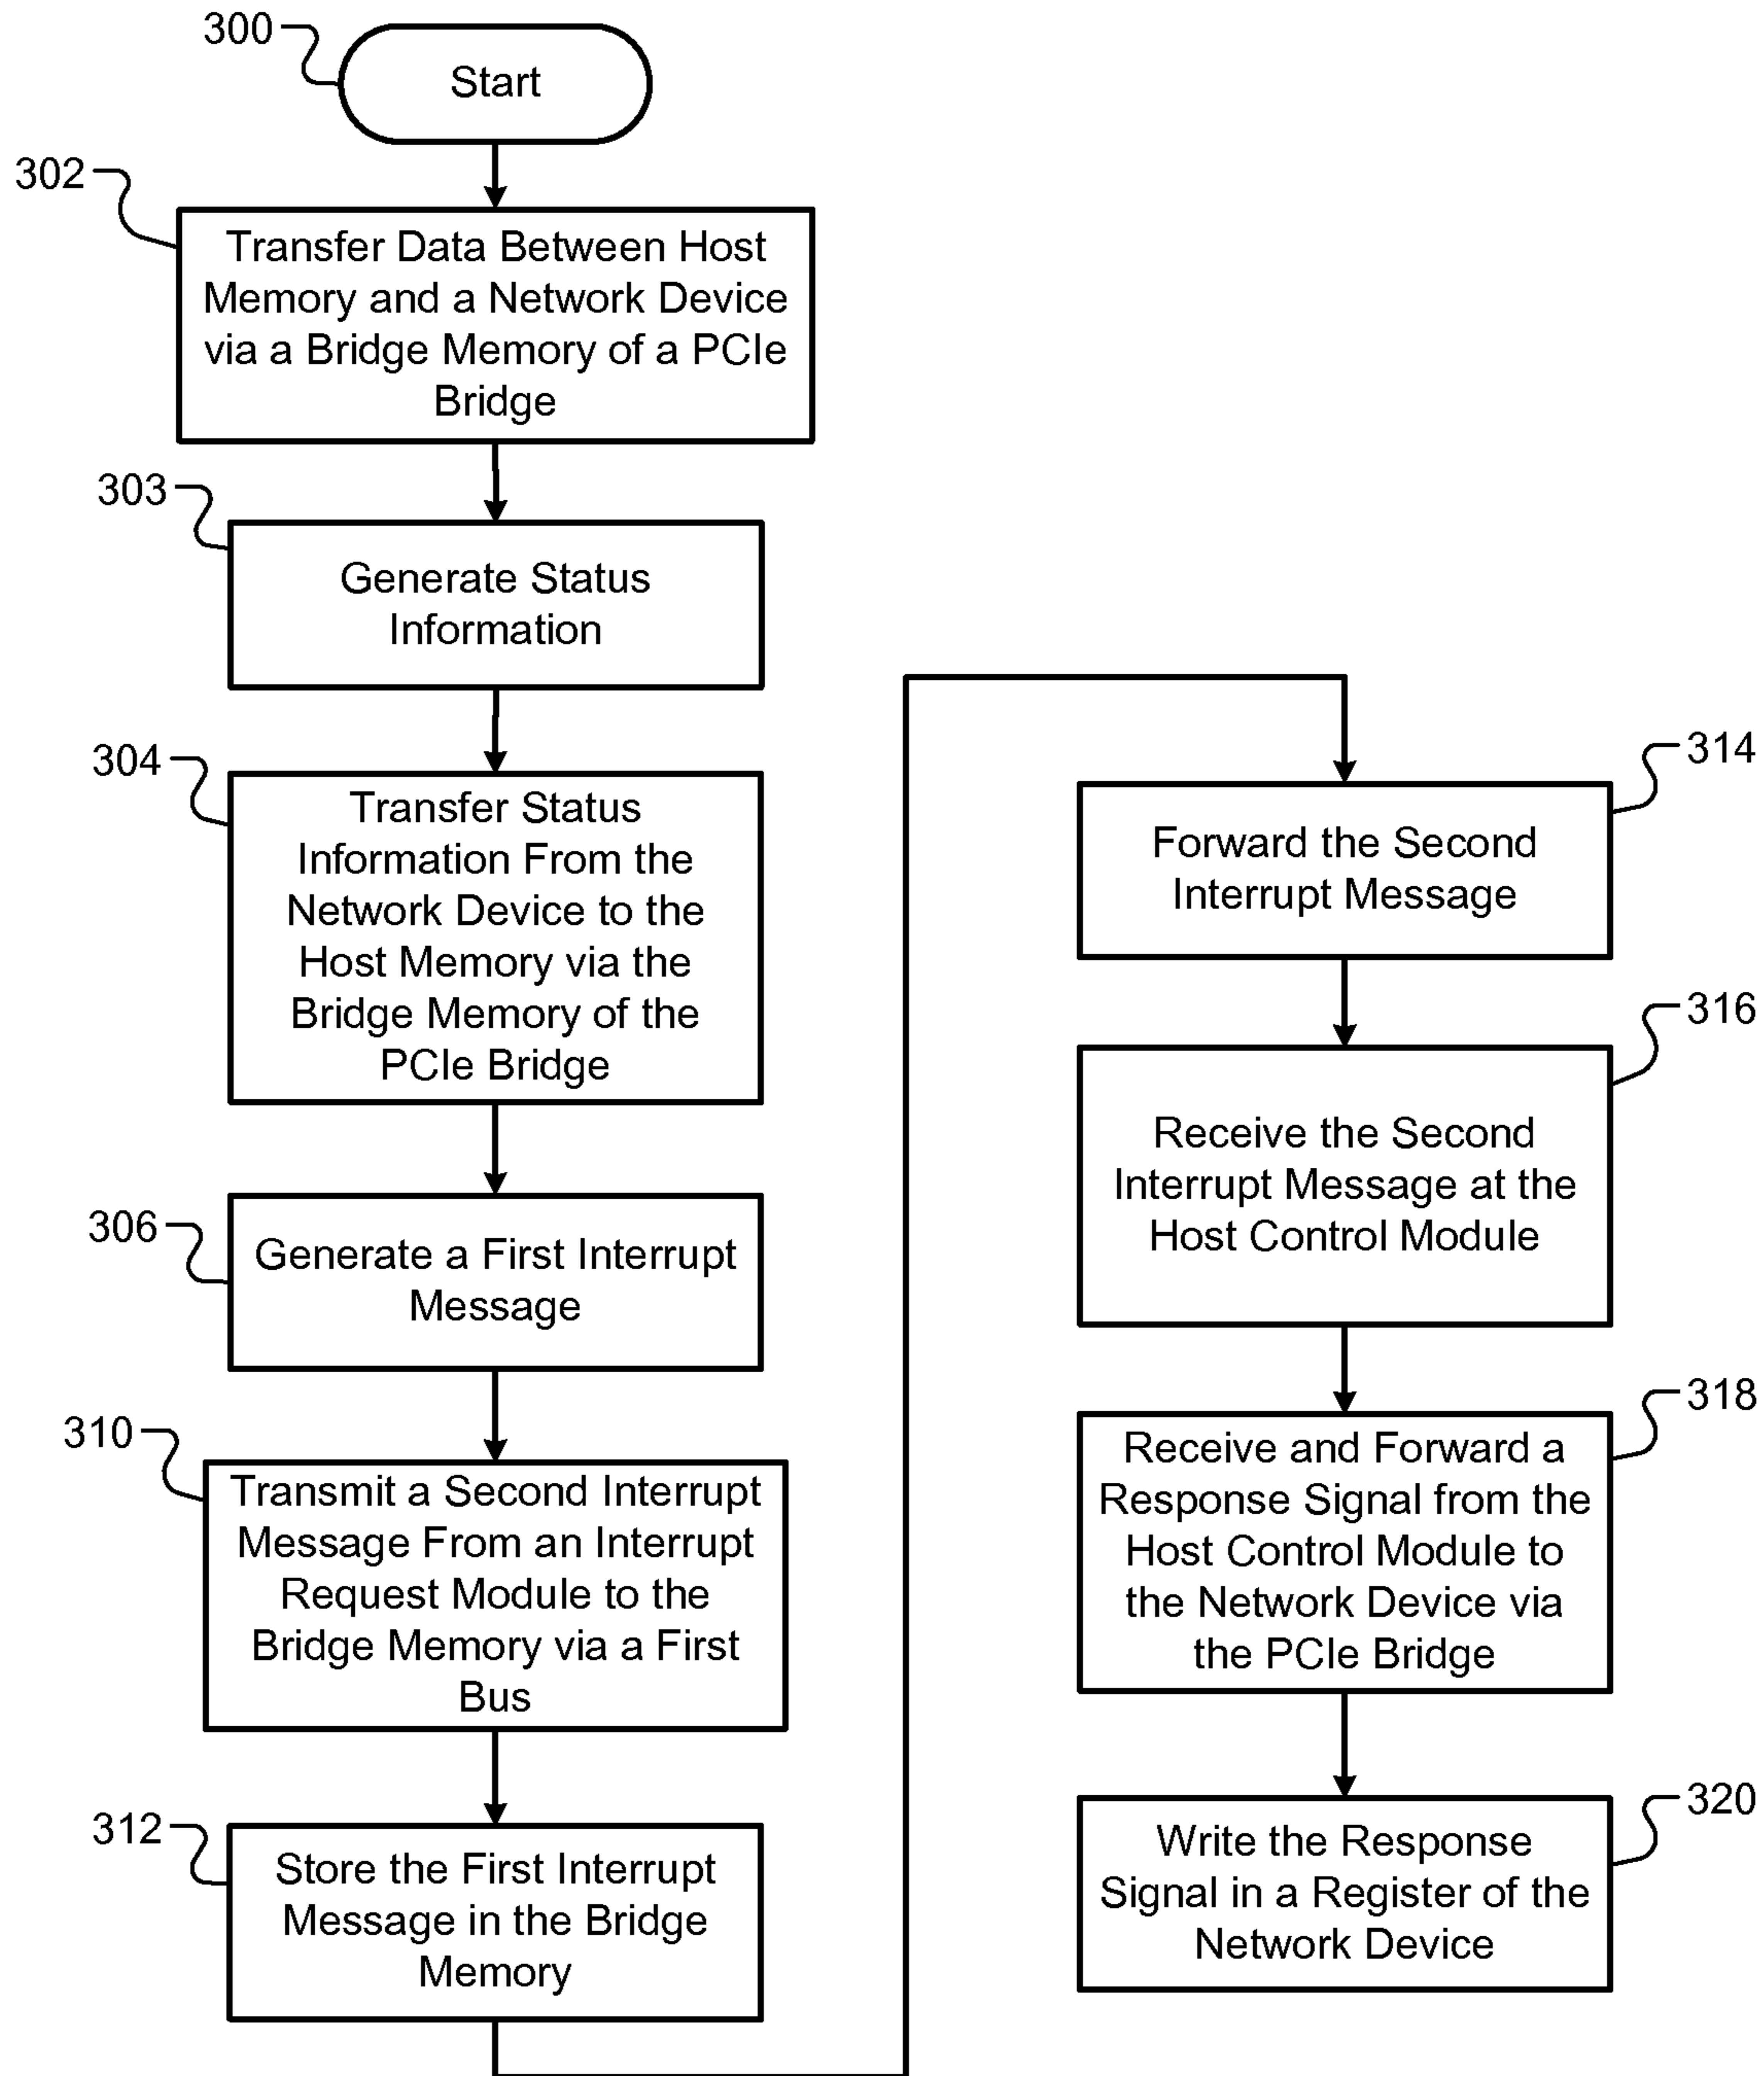 300
Start
302
Transfer Data Between Host
Memory and a Network Device
via a Bridge Memory of a PCIe
Bridge
303
Generate Status
Information
304
Transfer Status
Information From the
Network Device to the
Host Memory via the
Bridge Memory of the
PCIe Bridge
306
Generate a First Interrupt
Message
310
Transmit a Second Interrupt
Message From an Interrupt
Request Module to the
Bridge Memory via a First
Bus
312
Store the First Interrupt
Message in the Bridge
Memory
314
Forward the Second
Interrupt Message
316
Receive the Second
Interrupt Message at the
Host Control Module
318
Receive and Forward a
Response Signal from the
Host Control Module to
the Network Device via
the PCIe Bridge
320
Write the Response
Signal in a Register of the
Network Device